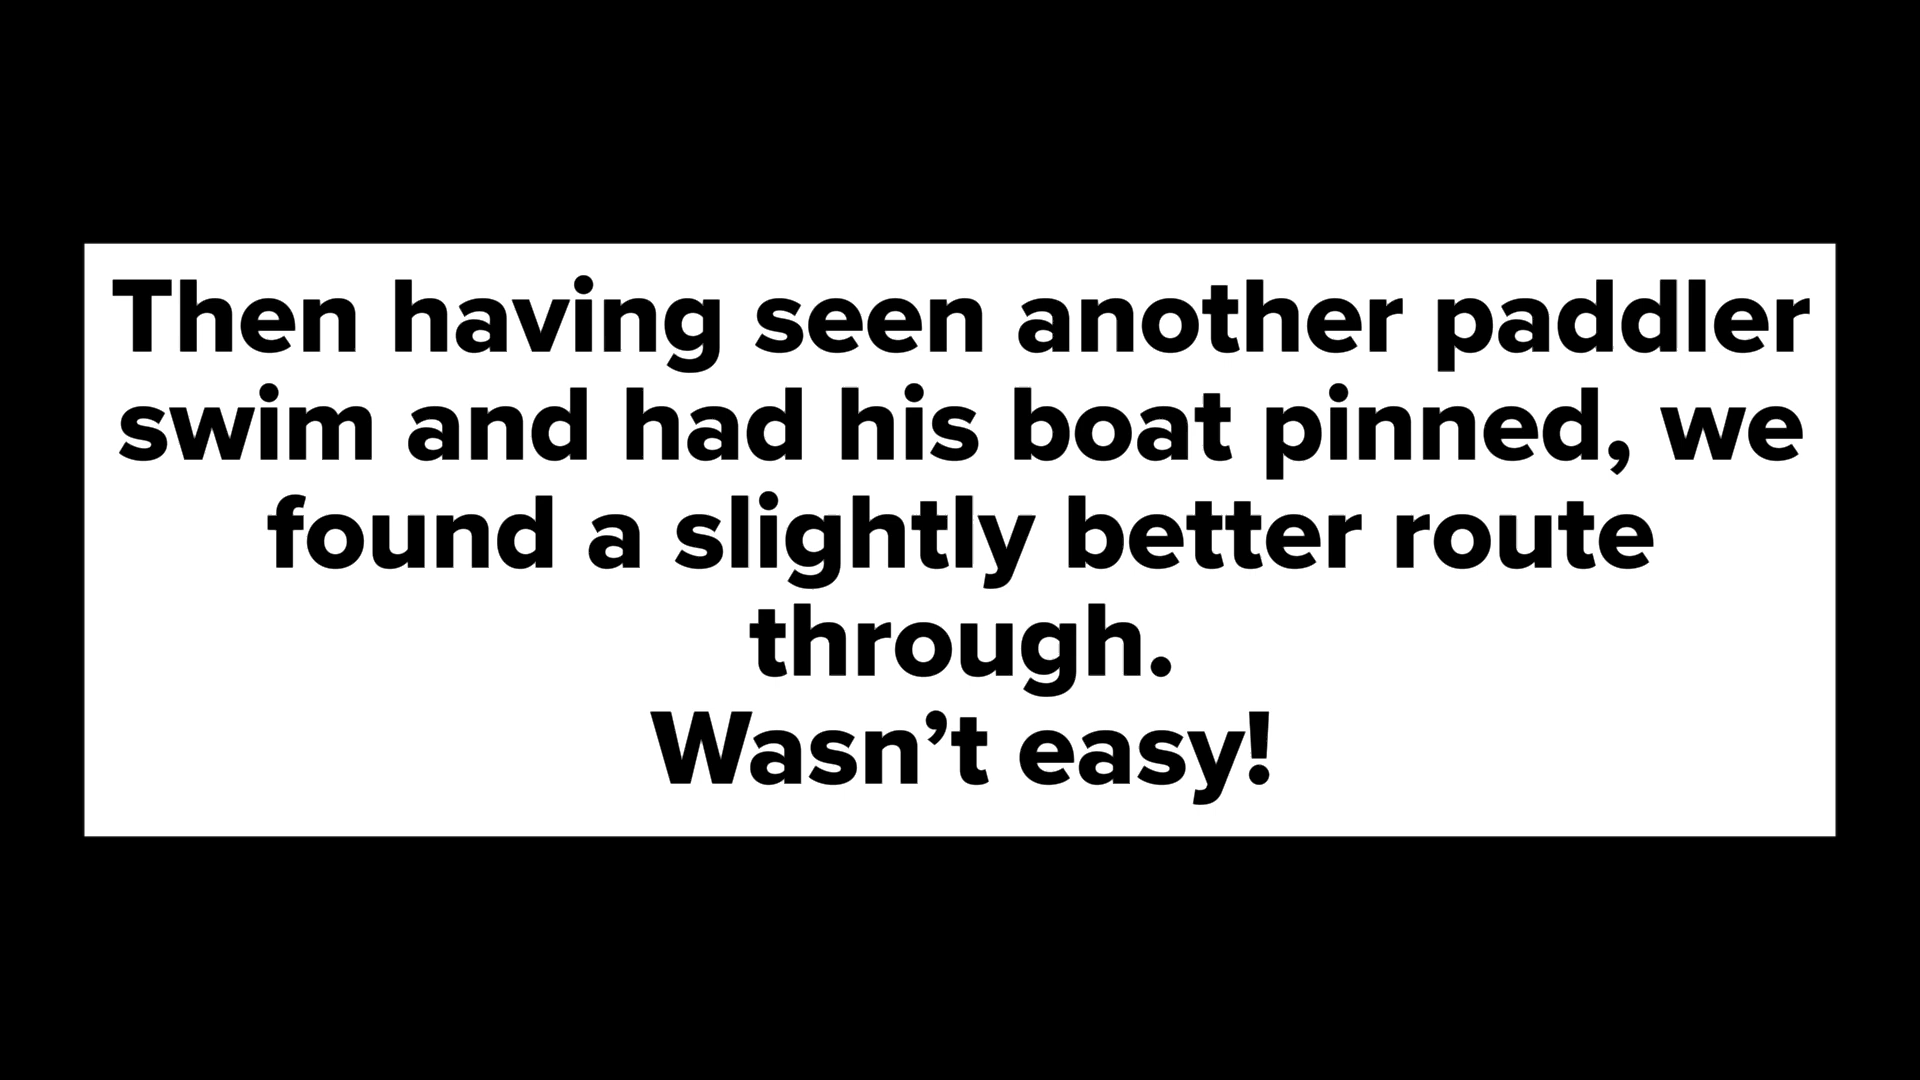 Then having seen another paddler
swim and had his boat pinned, we
found a slightly better route
through.
Wasn’t easy!